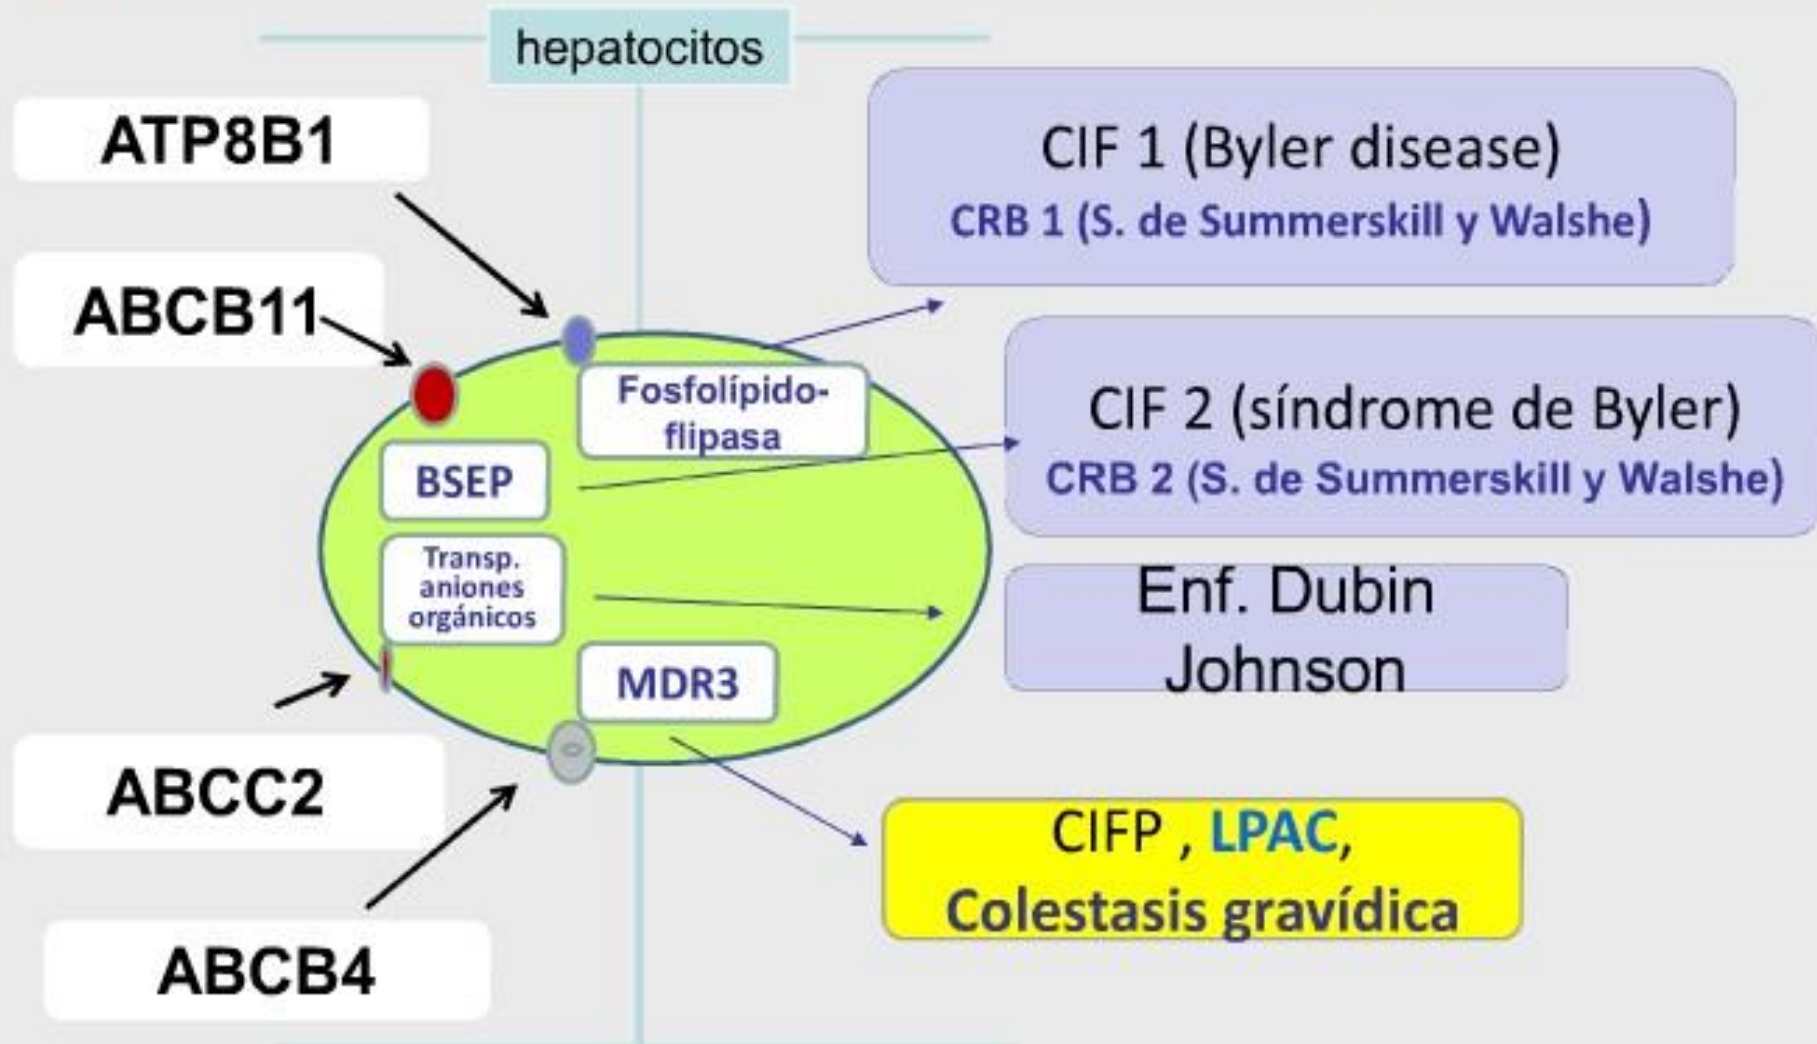 hepatocitos
ATP8B1
ABCB11
ABCC2
ABCB4
Fosfolípido-
flipasa
BSEP
Transp.
aniones
orgánicos
MDR3
CIF 1 (Byler disease)
CRB 1 (S. de Summerskill y Walshe)
CIF 2 (síndrome de Byler)
CRB 2 (S. de Summerskill y Walshe)
Enf. Dubin
Johnson
CIFP , LPAC,
Colestasis gravídica